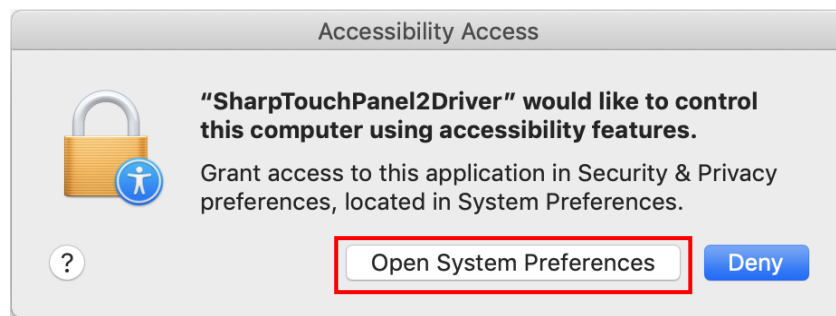 Accessibility Access
“SharpTouchPanel2Driver” would like to control
this computer using accessibility features.
Grant access to this application in Security & Privacy
preferences, located in System Preferences.
?
Open System Preferences
Deny